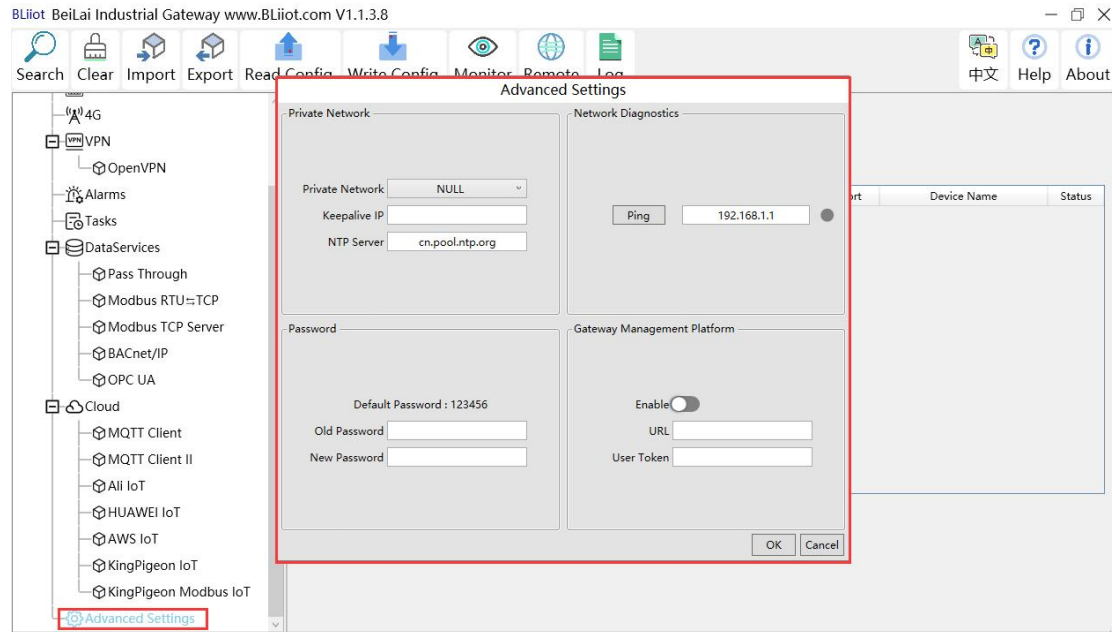 BLiiot BeiLai Industrial Gateway www.BLiiot.com V1.1.3.8
Search Clear Import Export Read Config Write Config Monitor Remote Log 中文 Help About
Advanced Settings
4G
VPN
OpenVPN
Alarms
Tasks
DataServices
Pass Through
Modbus RTU⇆TCP
Modbus TCP Server
BACnet/IP
OPC UA
Cloud
MQTT Client
MQTT Client II
Ali IoT
HUAWEI IoT
AWS IoT
KingPigeon IoT
KingPigeon Modbus IoT
Advanced Settings
Private Network
Private Network NULL
Keepalive IP
NTP Server cn.pool.ntp.org
Network Diagnostics
Ping 192.168.1.1
Password
Default Password : 123456
Old Password
New Password
Gateway Management Platform
Enable
URL
User Token
OK Cancel
Device Name Status